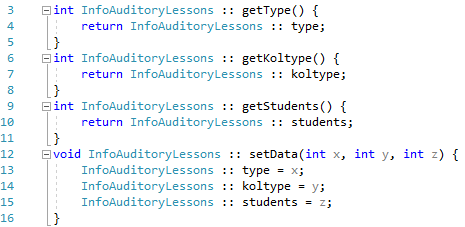 3 int InfoAuditoryLessons :: getType() {
4 return InfoAuditoryLessons :: type;
5 }
6 int InfoAuditoryLessons :: getKoltype() {
7 return InfoAuditoryLessons :: koltype;
8 }
9 int InfoAuditoryLessons :: getStudents() {
10 return InfoAuditoryLessons :: students;
11 }
12 void InfoAuditoryLessons :: setData(int x, int y, int z) {
13 InfoAuditoryLessons :: type = x;
14 InfoAuditoryLessons :: koltype = y;
15 InfoAuditoryLessons :: students = z;
16 }